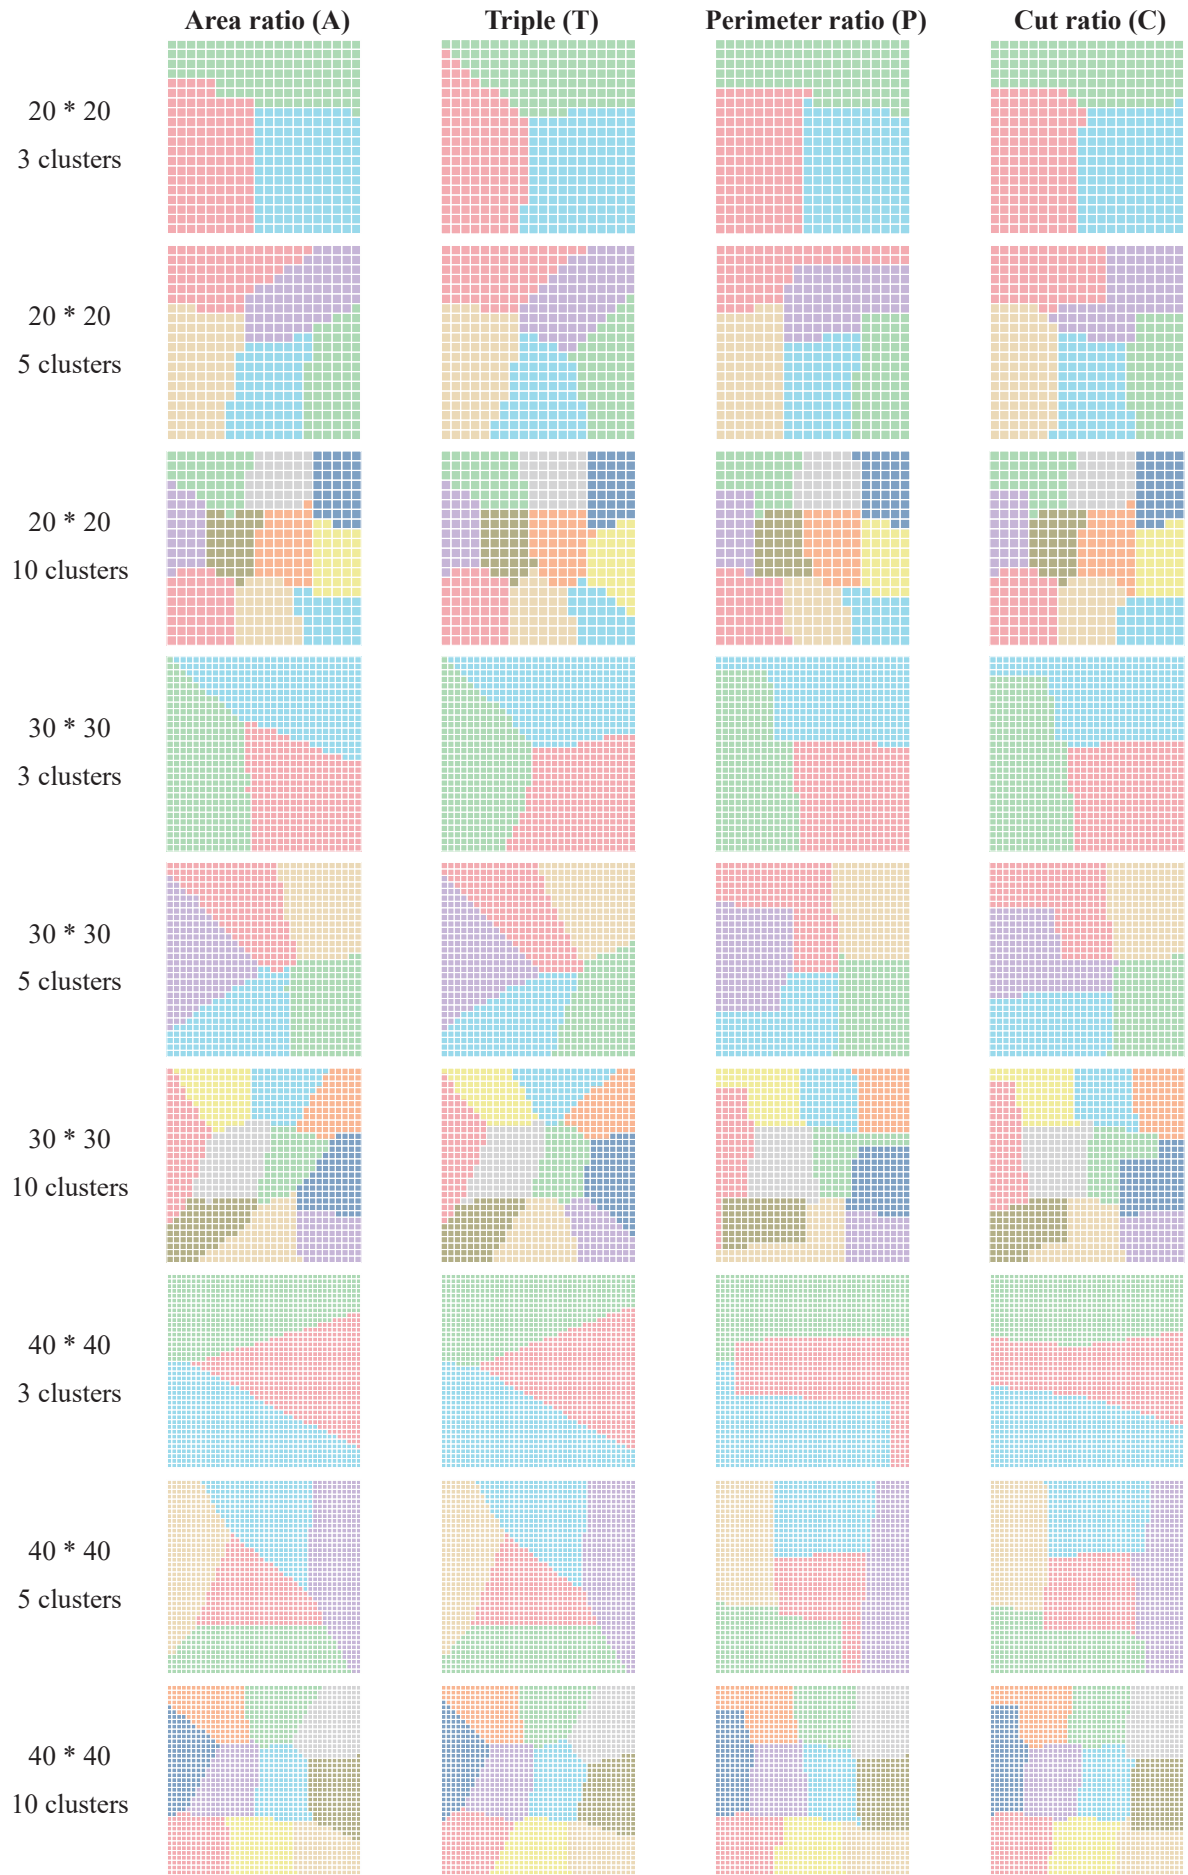 Area ratio (A) Triple (T) Perimeter ratio (P) Cut ratio (C)
20 * 20
3 clusters
20 * 20
5 clusters
20 * 20
10 clusters
30 * 30
3 clusters
30 * 30
5 clusters
30 * 30
10 clusters
40 * 40
3 clusters
40 * 40
5 clusters
40 * 40
10 clusters